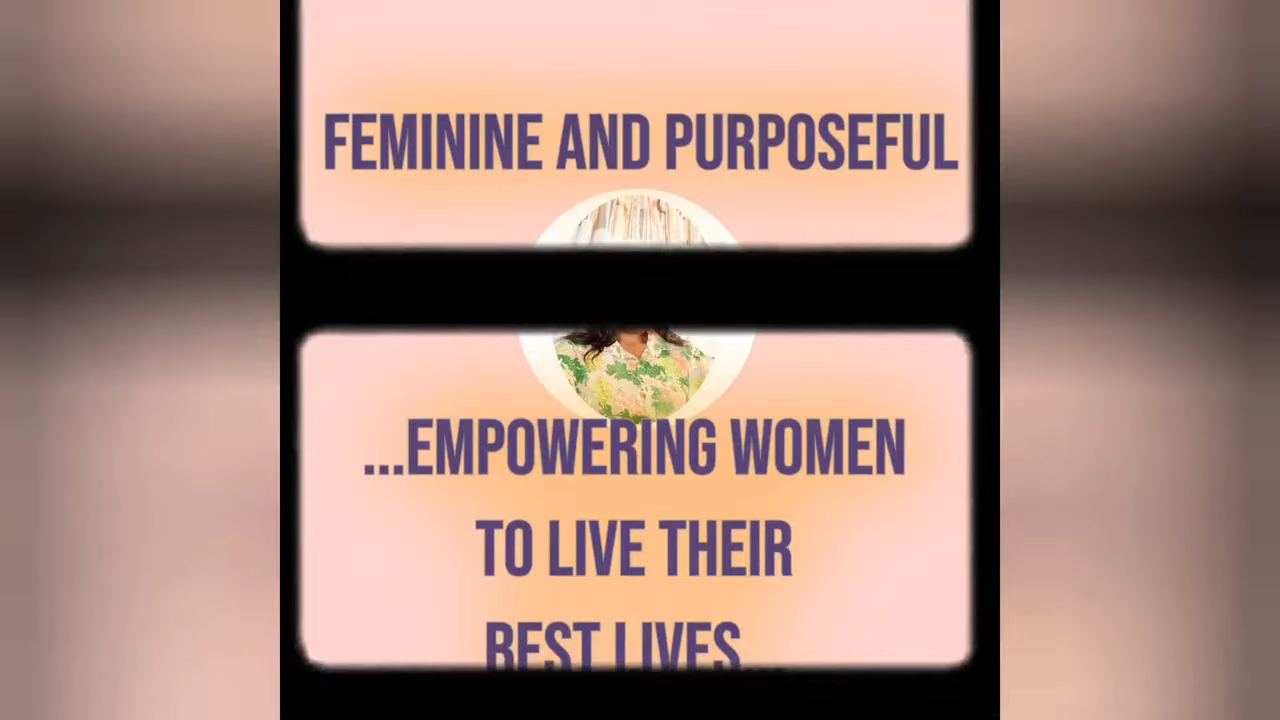 FEMININE AND PURPOSEFUL
...EMPOWERING WOMEN
TO LIVE THEIR
BEST LIVES...